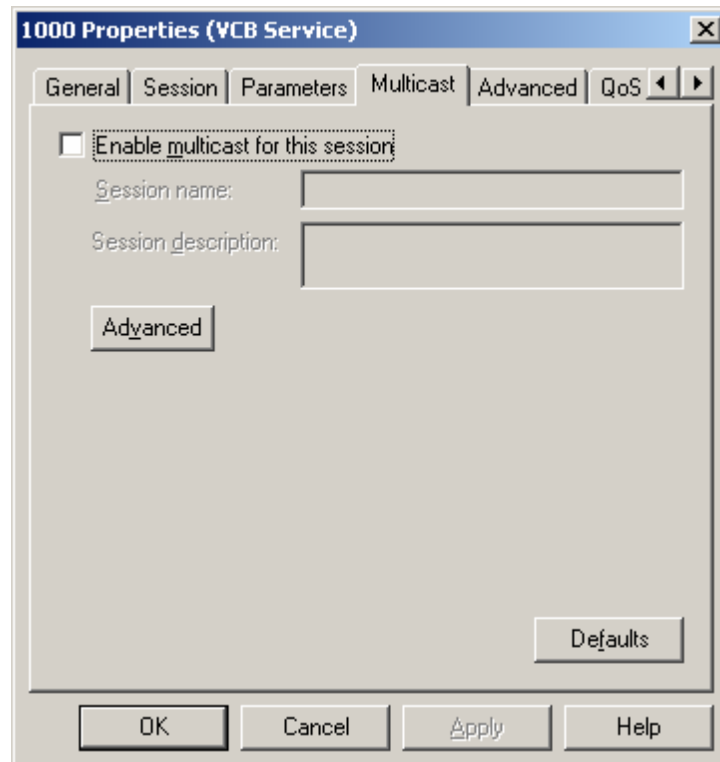 1000 Properties (VCB Service)
General Session Parameters Multicast Advanced QoS
Enable multicast for this session
Session name:
Session description:
Advanced
Defaults
OK Cancel Apply Help